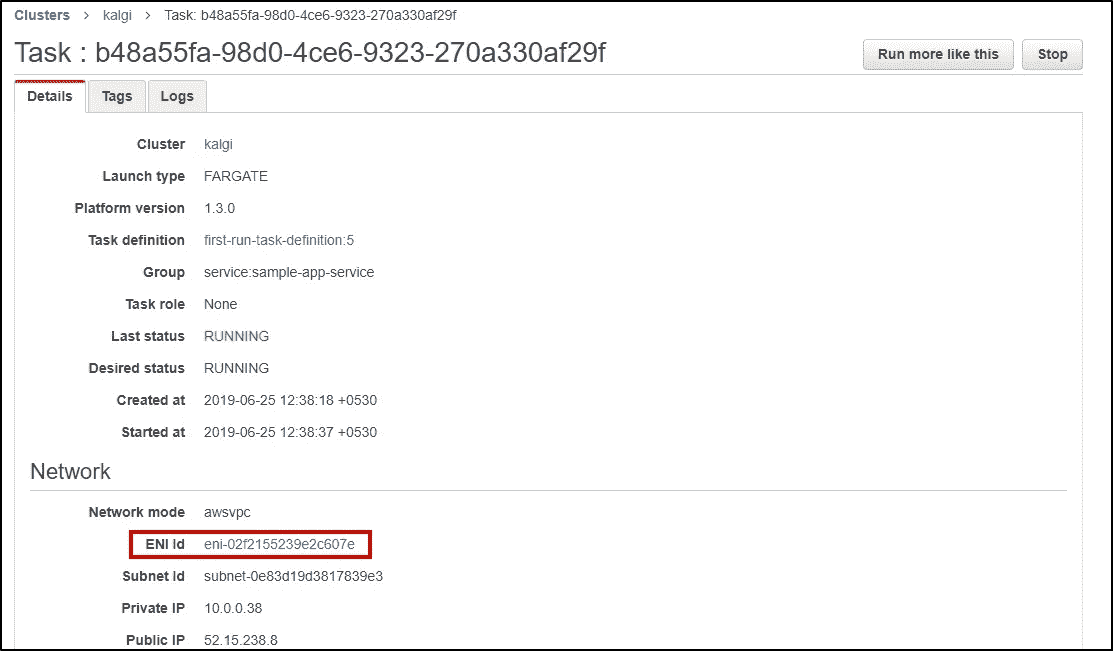 Clusters > kalgi > Task: b48a55fa-98d0-4ce6-9323-270a330af29f
Task : b48a55fa-98d0-4ce6-9323-270a330af29f
Run more like this
Stop
Details
Tags
Logs
Cluster kalgi
Launch type FARGATE
Platform version 1.3.0
Task definition first-run-task-definition:5
Group service:sample-app-service
Task role None
Last status RUNNING
Desired status RUNNING
Created at 2019-06-25 12:38:18 +0530
Started at 2019-06-25 12:38:37 +0530
Network
Network mode awsvpc
ENI Id eni-02f2155239e2c607e
Subnet Id subnet-0e83d19d3817839e3
Private IP 10.0.0.38
Public IP 52.15.238.8